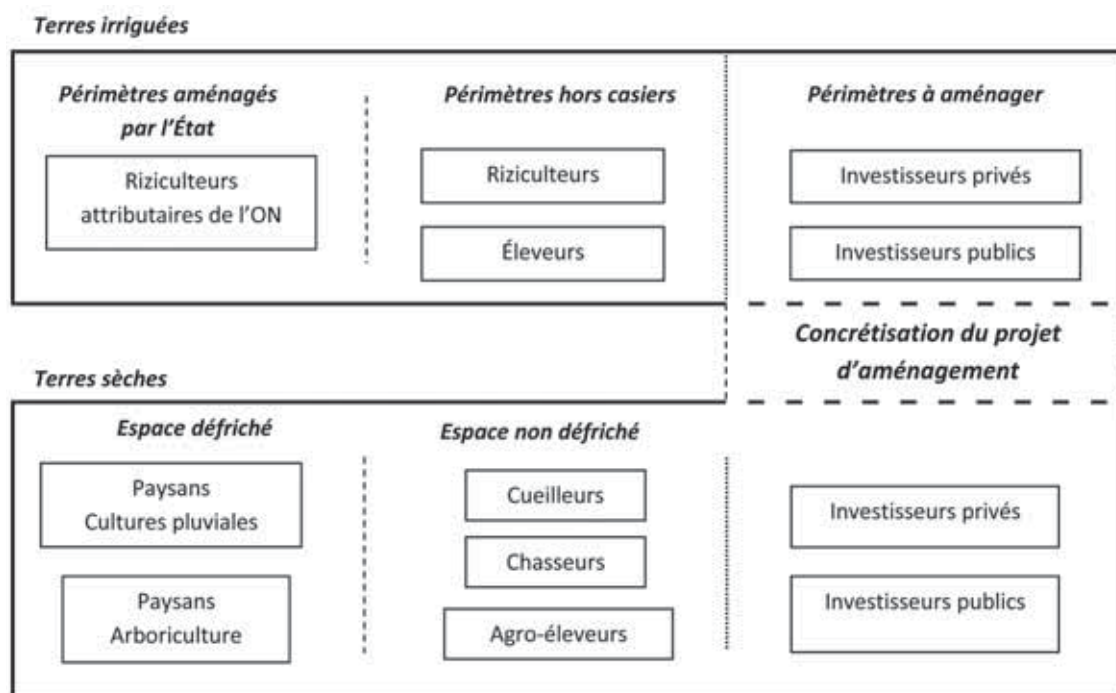 Terres irriguées
Périmètres aménagés
par l'État
Riziculteurs
attributaires de l'ON
Périmètres hors casiers
Riziculteurs
Éleveurs
Périmètres à aménager
Investisseurs privés
Investisseurs publics
Concrétisation du projet
d'aménagement
Terres sèches
Espace défriché
Paysans
Cultures pluviales
Paysans
Arboriculture
Espace non défriché
Cueilleurs
Chasseurs
Agro-éleveurs
Investisseurs privés
Investisseurs publics